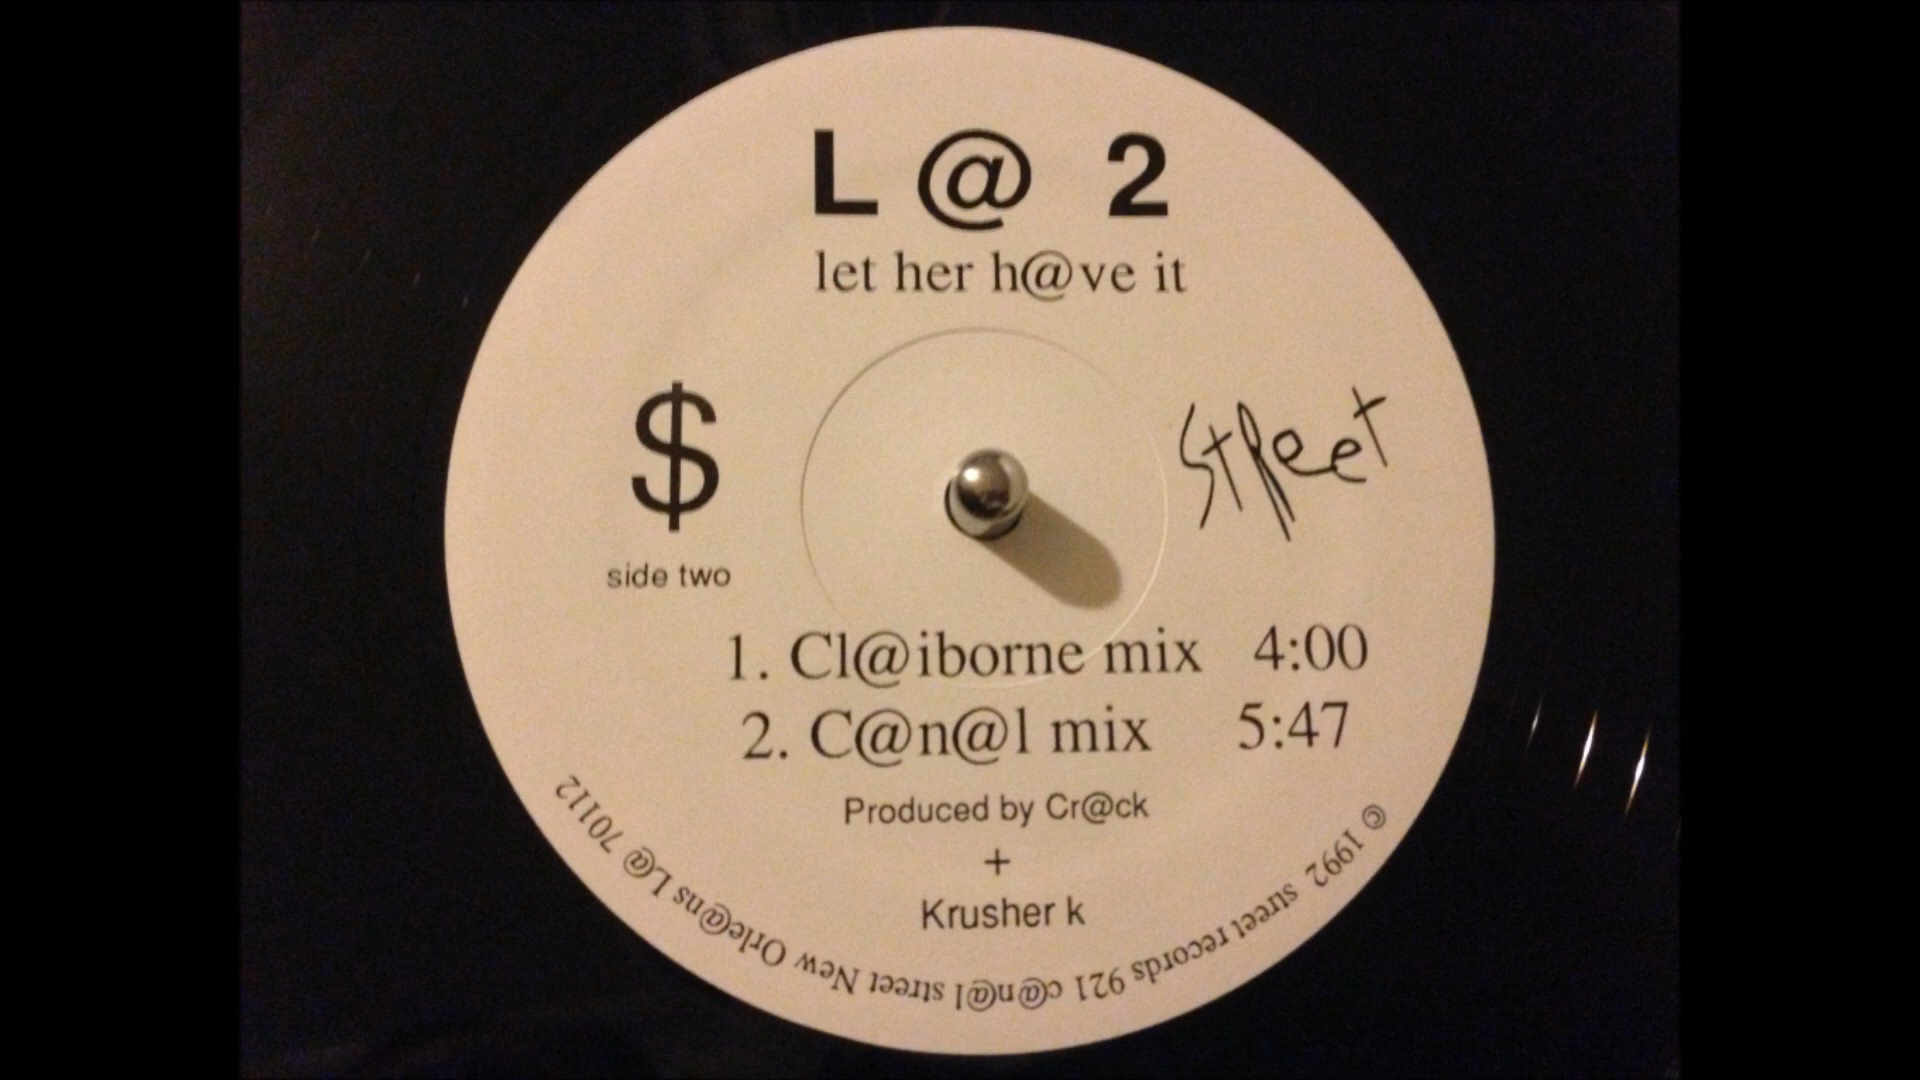 L@ 2
let her h@ve it
$
side two
Street
1. Cl@iborne mix 4:00
2. C@n@l mix 5:47
Produced by Cr@ck
+
Krusher k
© 1992 street records 921 c@n@l street New Orle@ns L@ 70112